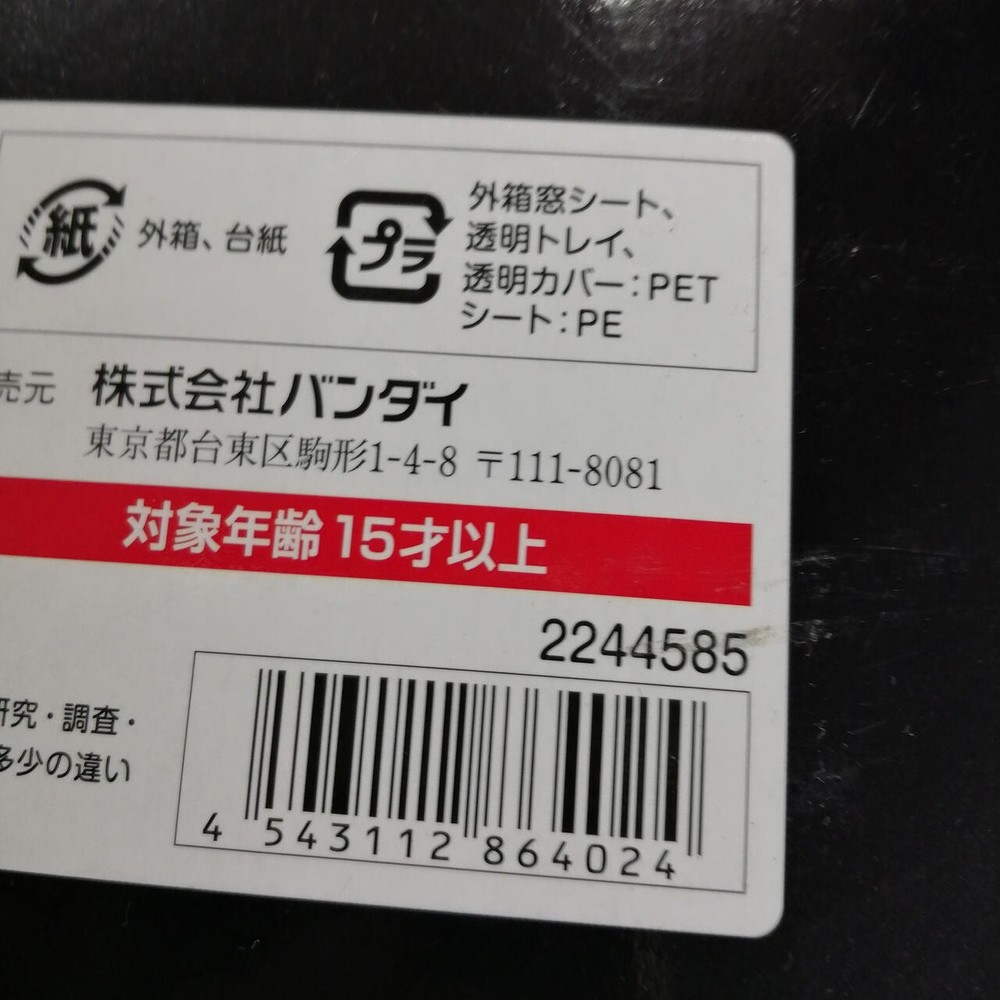 紙
外箱、台紙
プラ
外箱窓シート、
透明トレイ、
透明カバー：PET
シート：PE
売元 株式会社バンダイ
東京都台東区駒形1-4-8 〒111-8081
対象年齢 15才以上
2244585
研究・調査・
多少の違い
4 543112 864024